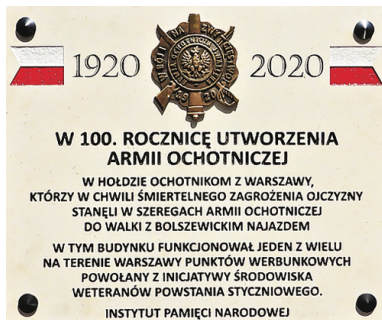 1920 2020
W 100. ROCZNICĘ UTWORZENIA
ARMII OCHOTNICZEJ
W HOŁDZIE OCHOTNIKOM Z WARSZAWY,
KTÓRZY W CHWILI ŚMIERTELNEGO ZAGROŻENIA OJCZYZNY
STANĘLI W SZEREGACH ARMII OCHOTNICZEJ
DO WALKI Z BOLSZEWICKIM NAJAZDEM
W TYM BUDYNKU FUNKCJONOWAŁ JEDEN Z WIELU
NA TERENIE WARSZAWY PUNKTÓW WERBUNKOWYCH
POWOŁANY Z INICJATYWY ŚRODOWISKA
WETERANÓW POWSTANIA STYCZNIOWEGO.
INSTYTUT PAMIĘCI NARODOWEJ